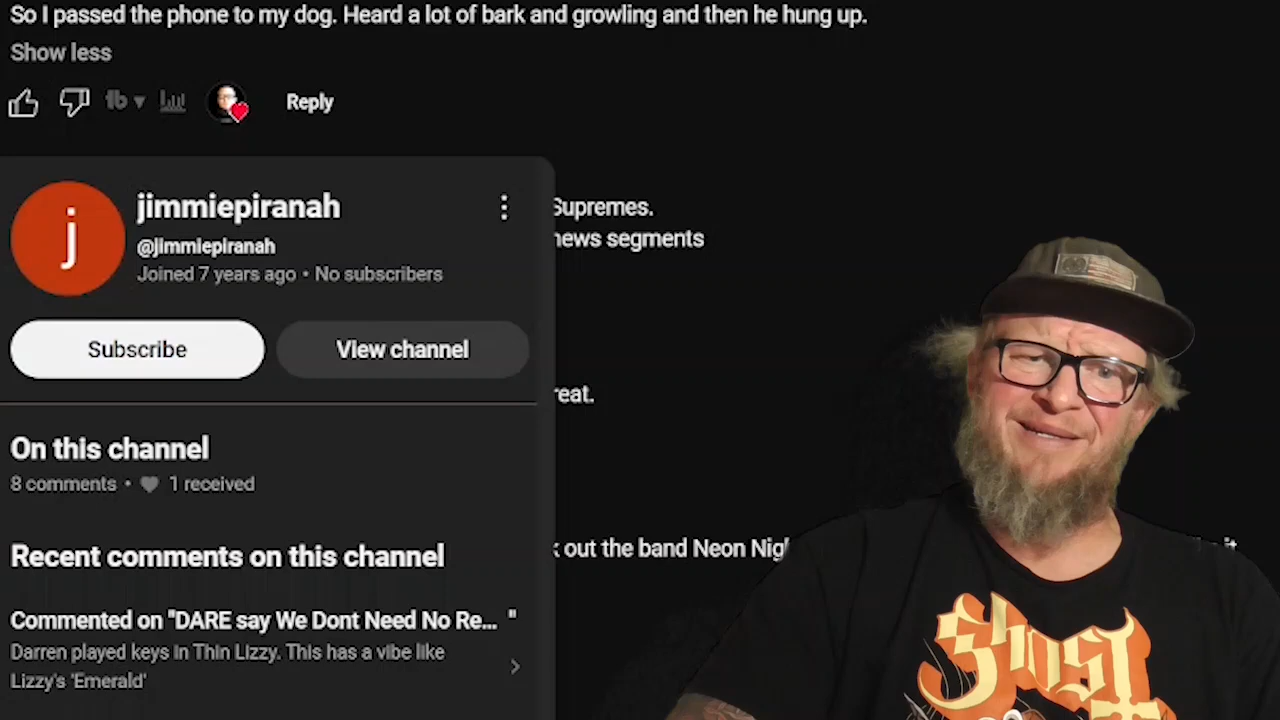 So I passed the phone to my dog. Heard a lot of bark and growling and then he hung up.
Show less
Reply
j
jimmiepiranah
@jimmiepiranah
Joined 7 years ago • No subscribers
Supremes.
news segments
Subscribe
View channel
reat.
On this channel
8 comments • 1 received
Recent comments on this channel
out the band Neon Nig
it
Commented on "DARE say We Dont Need No Re... "
Darren played keys in Thin Lizzy. This has a vibe like
Lizzy's 'Emerald'
Ghost